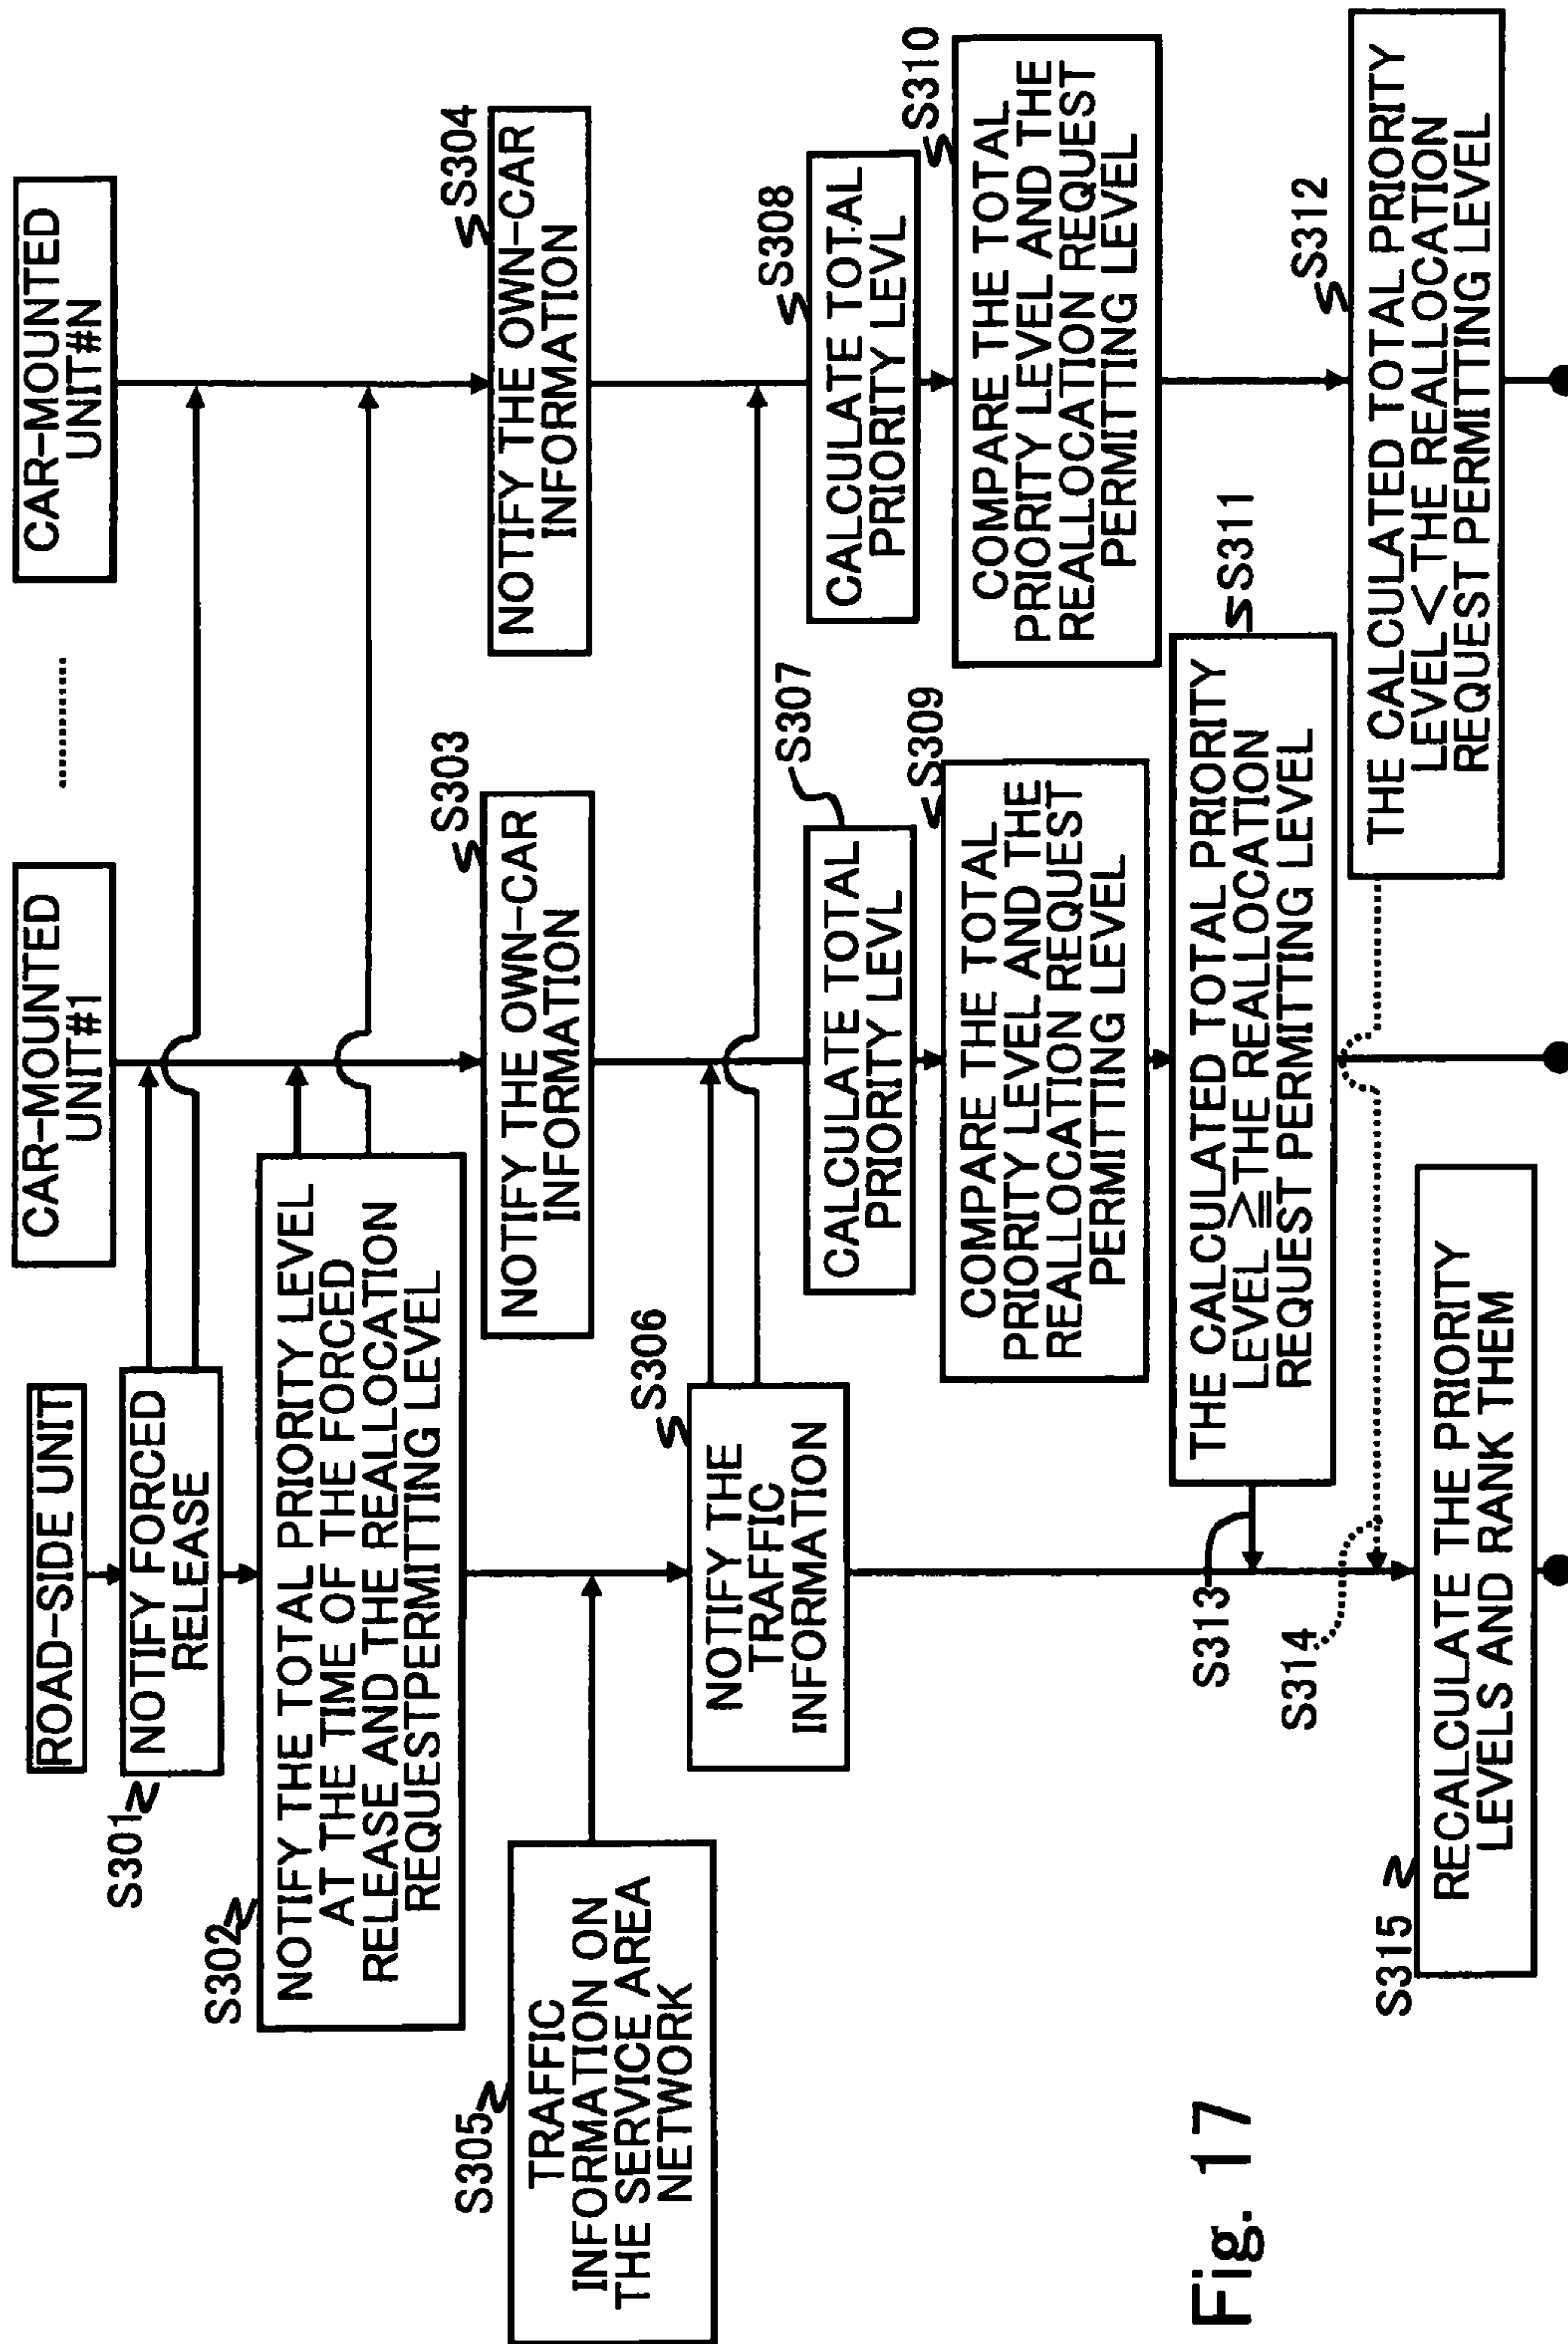 CAR-MOUNTED
UNIT#N
..........
CAR-MOUNTED
UNIT#1
ROAD-SIDE UNIT
S301
NOTIFY FORCED
RELEASE
S302
NOTIFY THE TOTAL PRIORITY LEVEL
AT THE TIME OF THE FORCED
RELEASE AND THE REALLOCATION
REQUESTPERMITTING LEVEL
S303
NOTIFY THE OWN-CAR
INFORMATION
S304
NOTIFY THE OWN-CAR
INFORMATION
S305
TRAFFIC
INFORMATION ON
THE SERVICE AREA
NETWORK
S306
NOTIFY THE
TRAFFIC
INFORMATION
S307
CALCULATE TOTAL
PRIORITY LEVL
S308
CALCULATE TOTAL
PRIORITY LEVL
S309
COMPARE THE TOTAL
PRIORITY LEVEL AND THE
REALLOCATION REQUEST
PERMITTING LEVEL
S310
COMPARE THE TOTAL
PRIORITY LEVEL AND THE
REALLOCATION REQUEST
PERMITTING LEVEL
S311
THE CALCULATED TOTAL PRIORITY
LEVEL ≧ THE REALLOCATION
REQUEST PERMITTING LEVEL
S312
THE CALCULATED TOTAL PRIORITY
LEVEL < THE REALLOCATION
REQUEST PERMITTING LEVEL
S313
S314
S315
RECALCULATE THE PRIORITY
LEVELS AND RANK THEM
Fig. 17